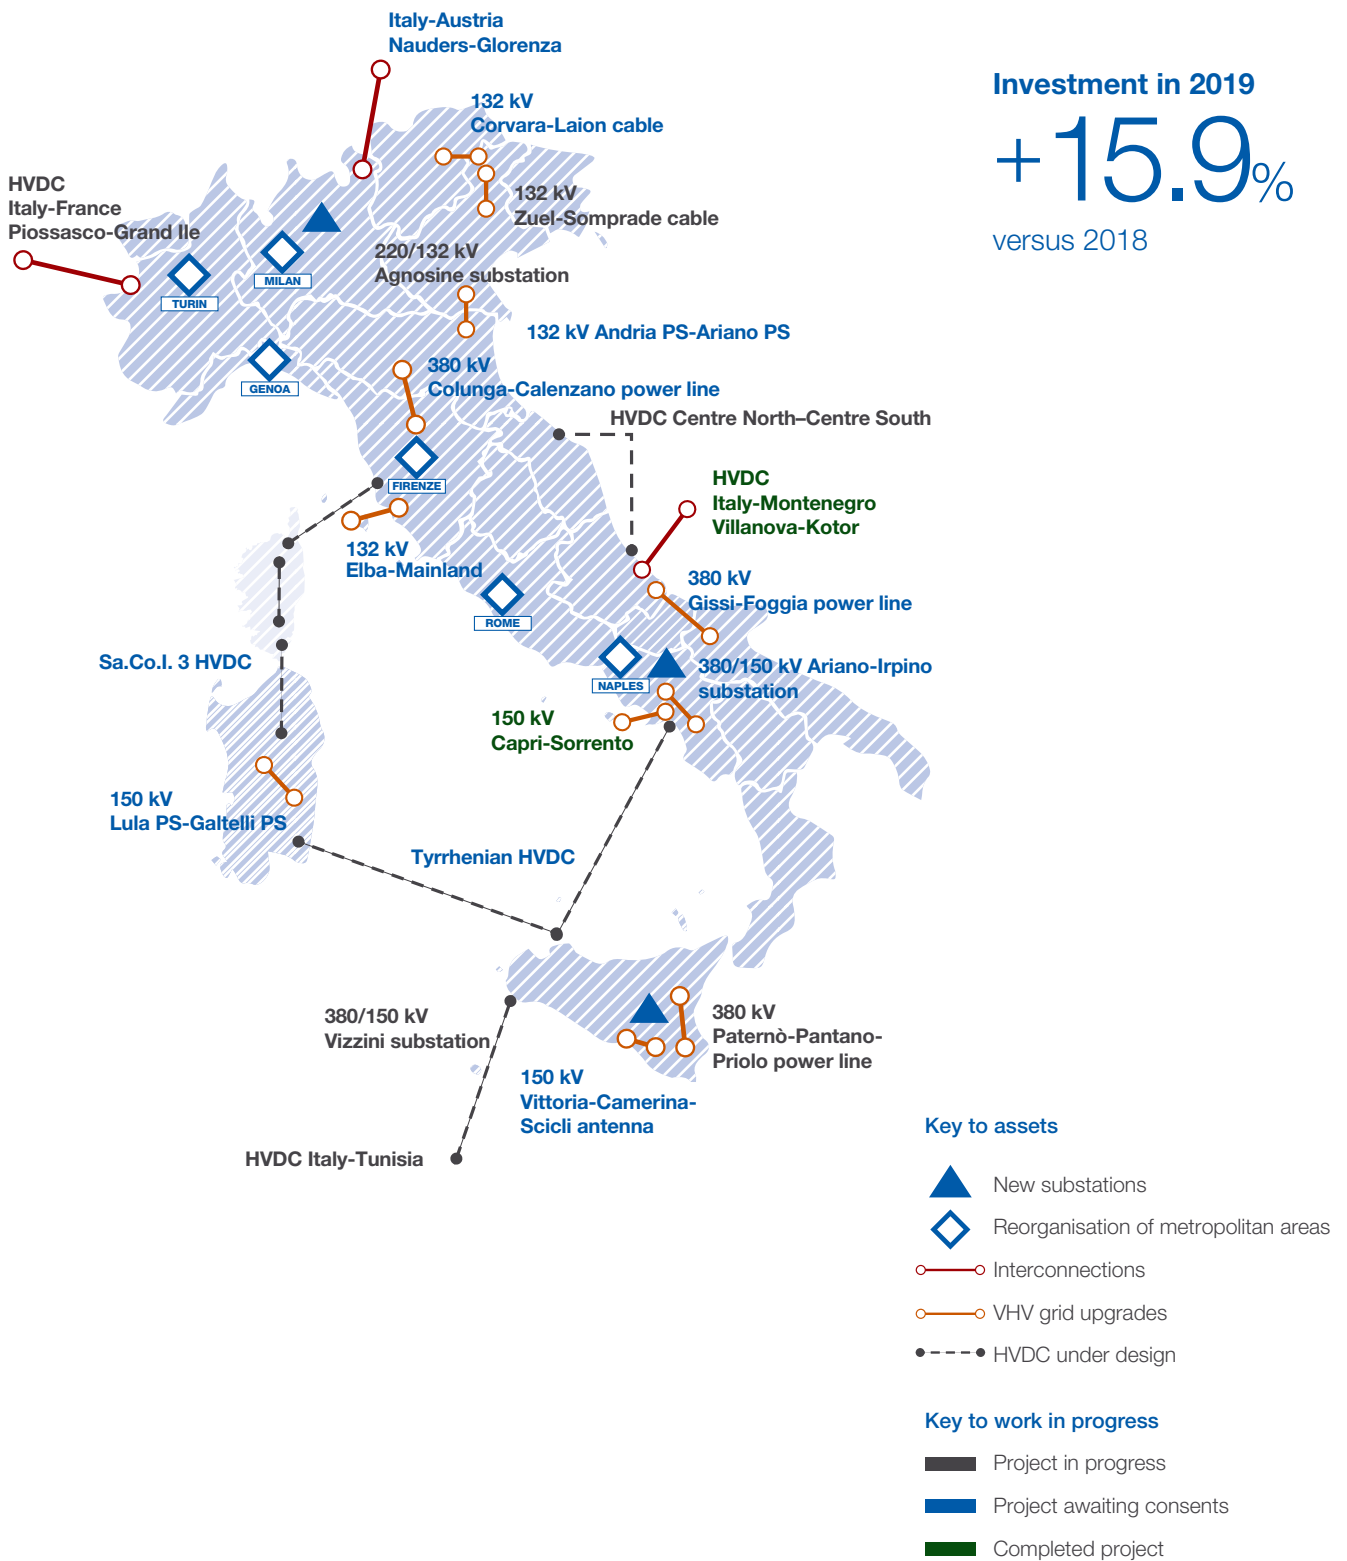 Italy-Austria
Nauders-Glorenza
Investment in 2019
+15.9%
versus 2018
132 kV
Corvara-Laion cable
HVDC
Italy-France
Piossasco-Grand Ile
132 kV
Zuel-Somprade cable
220/132 kV
Agnosine substation
MILAN
TURIN
132 kV Andria PS-Ariano PS
380 kV
Colunga-Calenzano power line
GENOA
HVDC Centre North–Centre South
FIRENZE
HVDC
Italy-Montenegro
Villanova-Kotor
132 kV
Elba-Mainland
380 kV
Gissi-Foggia power line
ROME
Sa.Co.I. 3 HVDC
NAPLES
380/150 kV Ariano-Irpino
substation
150 kV
Capri-Sorrento
150 kV
Lula PS-Galtelli PS
Tyrrhenian HVDC
380/150 kV
Vizzini substation
380 kV
Paternò-Pantano-
Priolo power line
150 kV
Vittoria-Camerina-
Scicli antenna
HVDC Italy-Tunisia
Key to assets
New substations
Reorganisation of metropolitan areas
Interconnections
VHV grid upgrades
HVDC under design
Key to work in progress
Project in progress
Project awaiting consents
Completed project